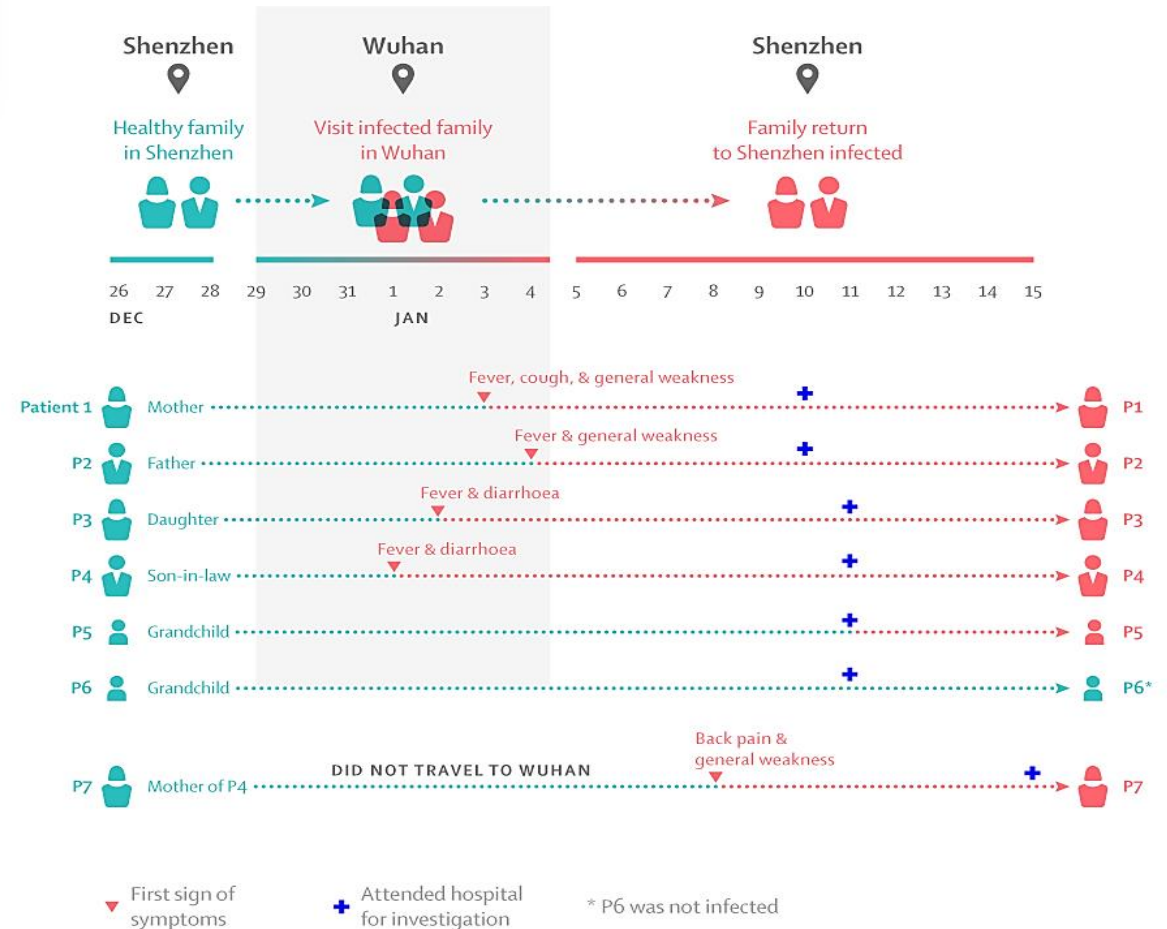 Shenzhen
Wuhan
Shenzhen
Healthy family
in Shenzhen
Visit infected family
in Wuhan
Family return
to Shenzhen infected
26 27 28 29 30 31 1 2 3 4 5 6 7 8 9 10 11 12 13 14 15
DEC JAN
Fever, cough, & general weakness
Patient 1 Mother P1
Fever & general weakness
P2 Father P2
Fever & diarrhoea
P3 Daughter P3
Fever & diarrhoea
P4 Son-in-law P4
P5 Grandchild P5
P6 Grandchild P6*
Back pain &
general weakness
DID NOT TRAVEL TO WUHAN
P7 Mother of P4 P7
First sign of
symptoms
Attended hospital
for investigation
* P6 was not infected